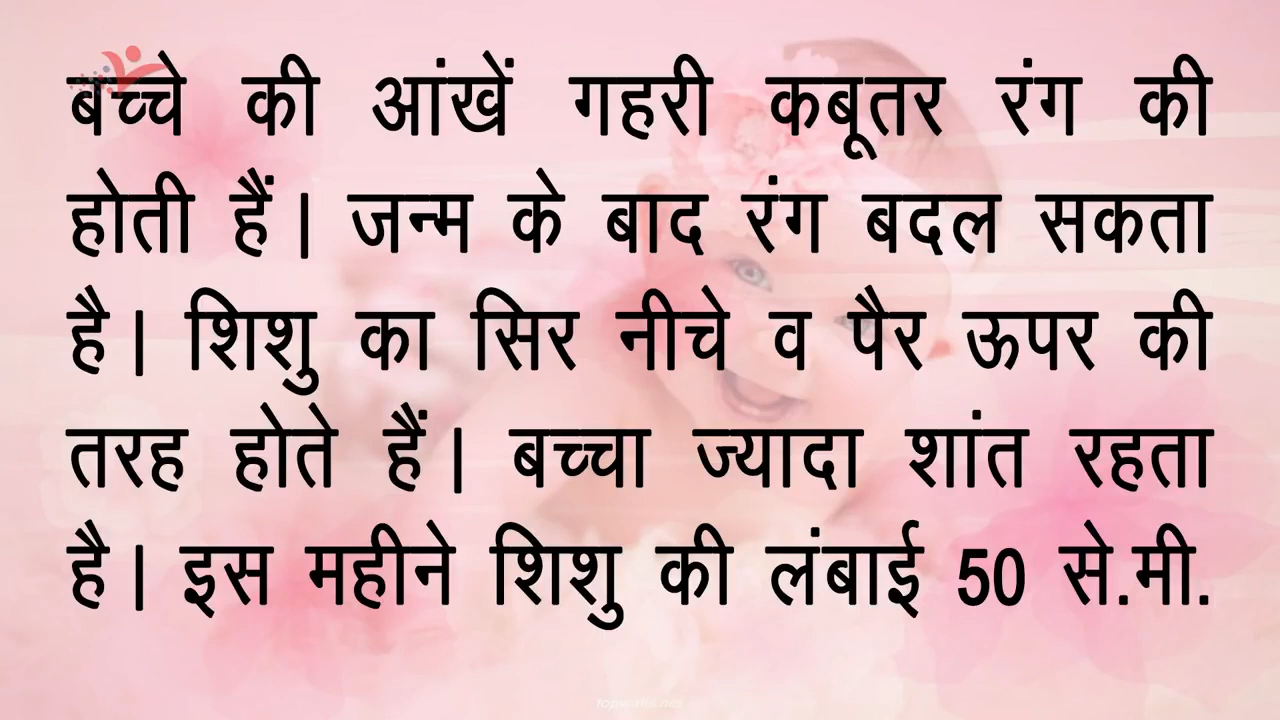 बच्चे की आंखें गहरी कबूतर रंग की
होती हैं। जन्म के बाद रंग बदल सकता
है। शिशु का सिर नीचे व पैर ऊपर की
तरह होते हैं। बच्चा ज्यादा शांत रहता
है। इस महीने शिशु की लंबाई 50 से.मी.